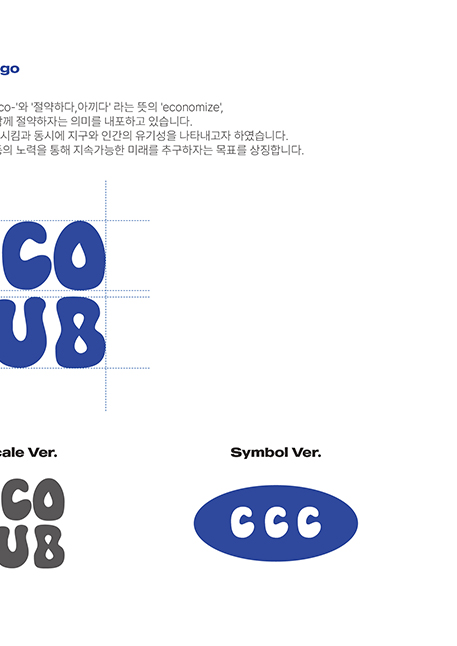 go
co-'와 '절약하다,아끼다' 라는 뜻의 'economize',
함께 절약하자는 의미를 내포하고 있습니다.
시킴과 동시에 지구와 인간의 유기성을 나타내고자 하였습니다.
의 노력을 통해 지속가능한 미래를 추구하자는 목표를 상징합니다.
CO
UB
cale Ver.
Symbol Ver.
CO
UB
C C C